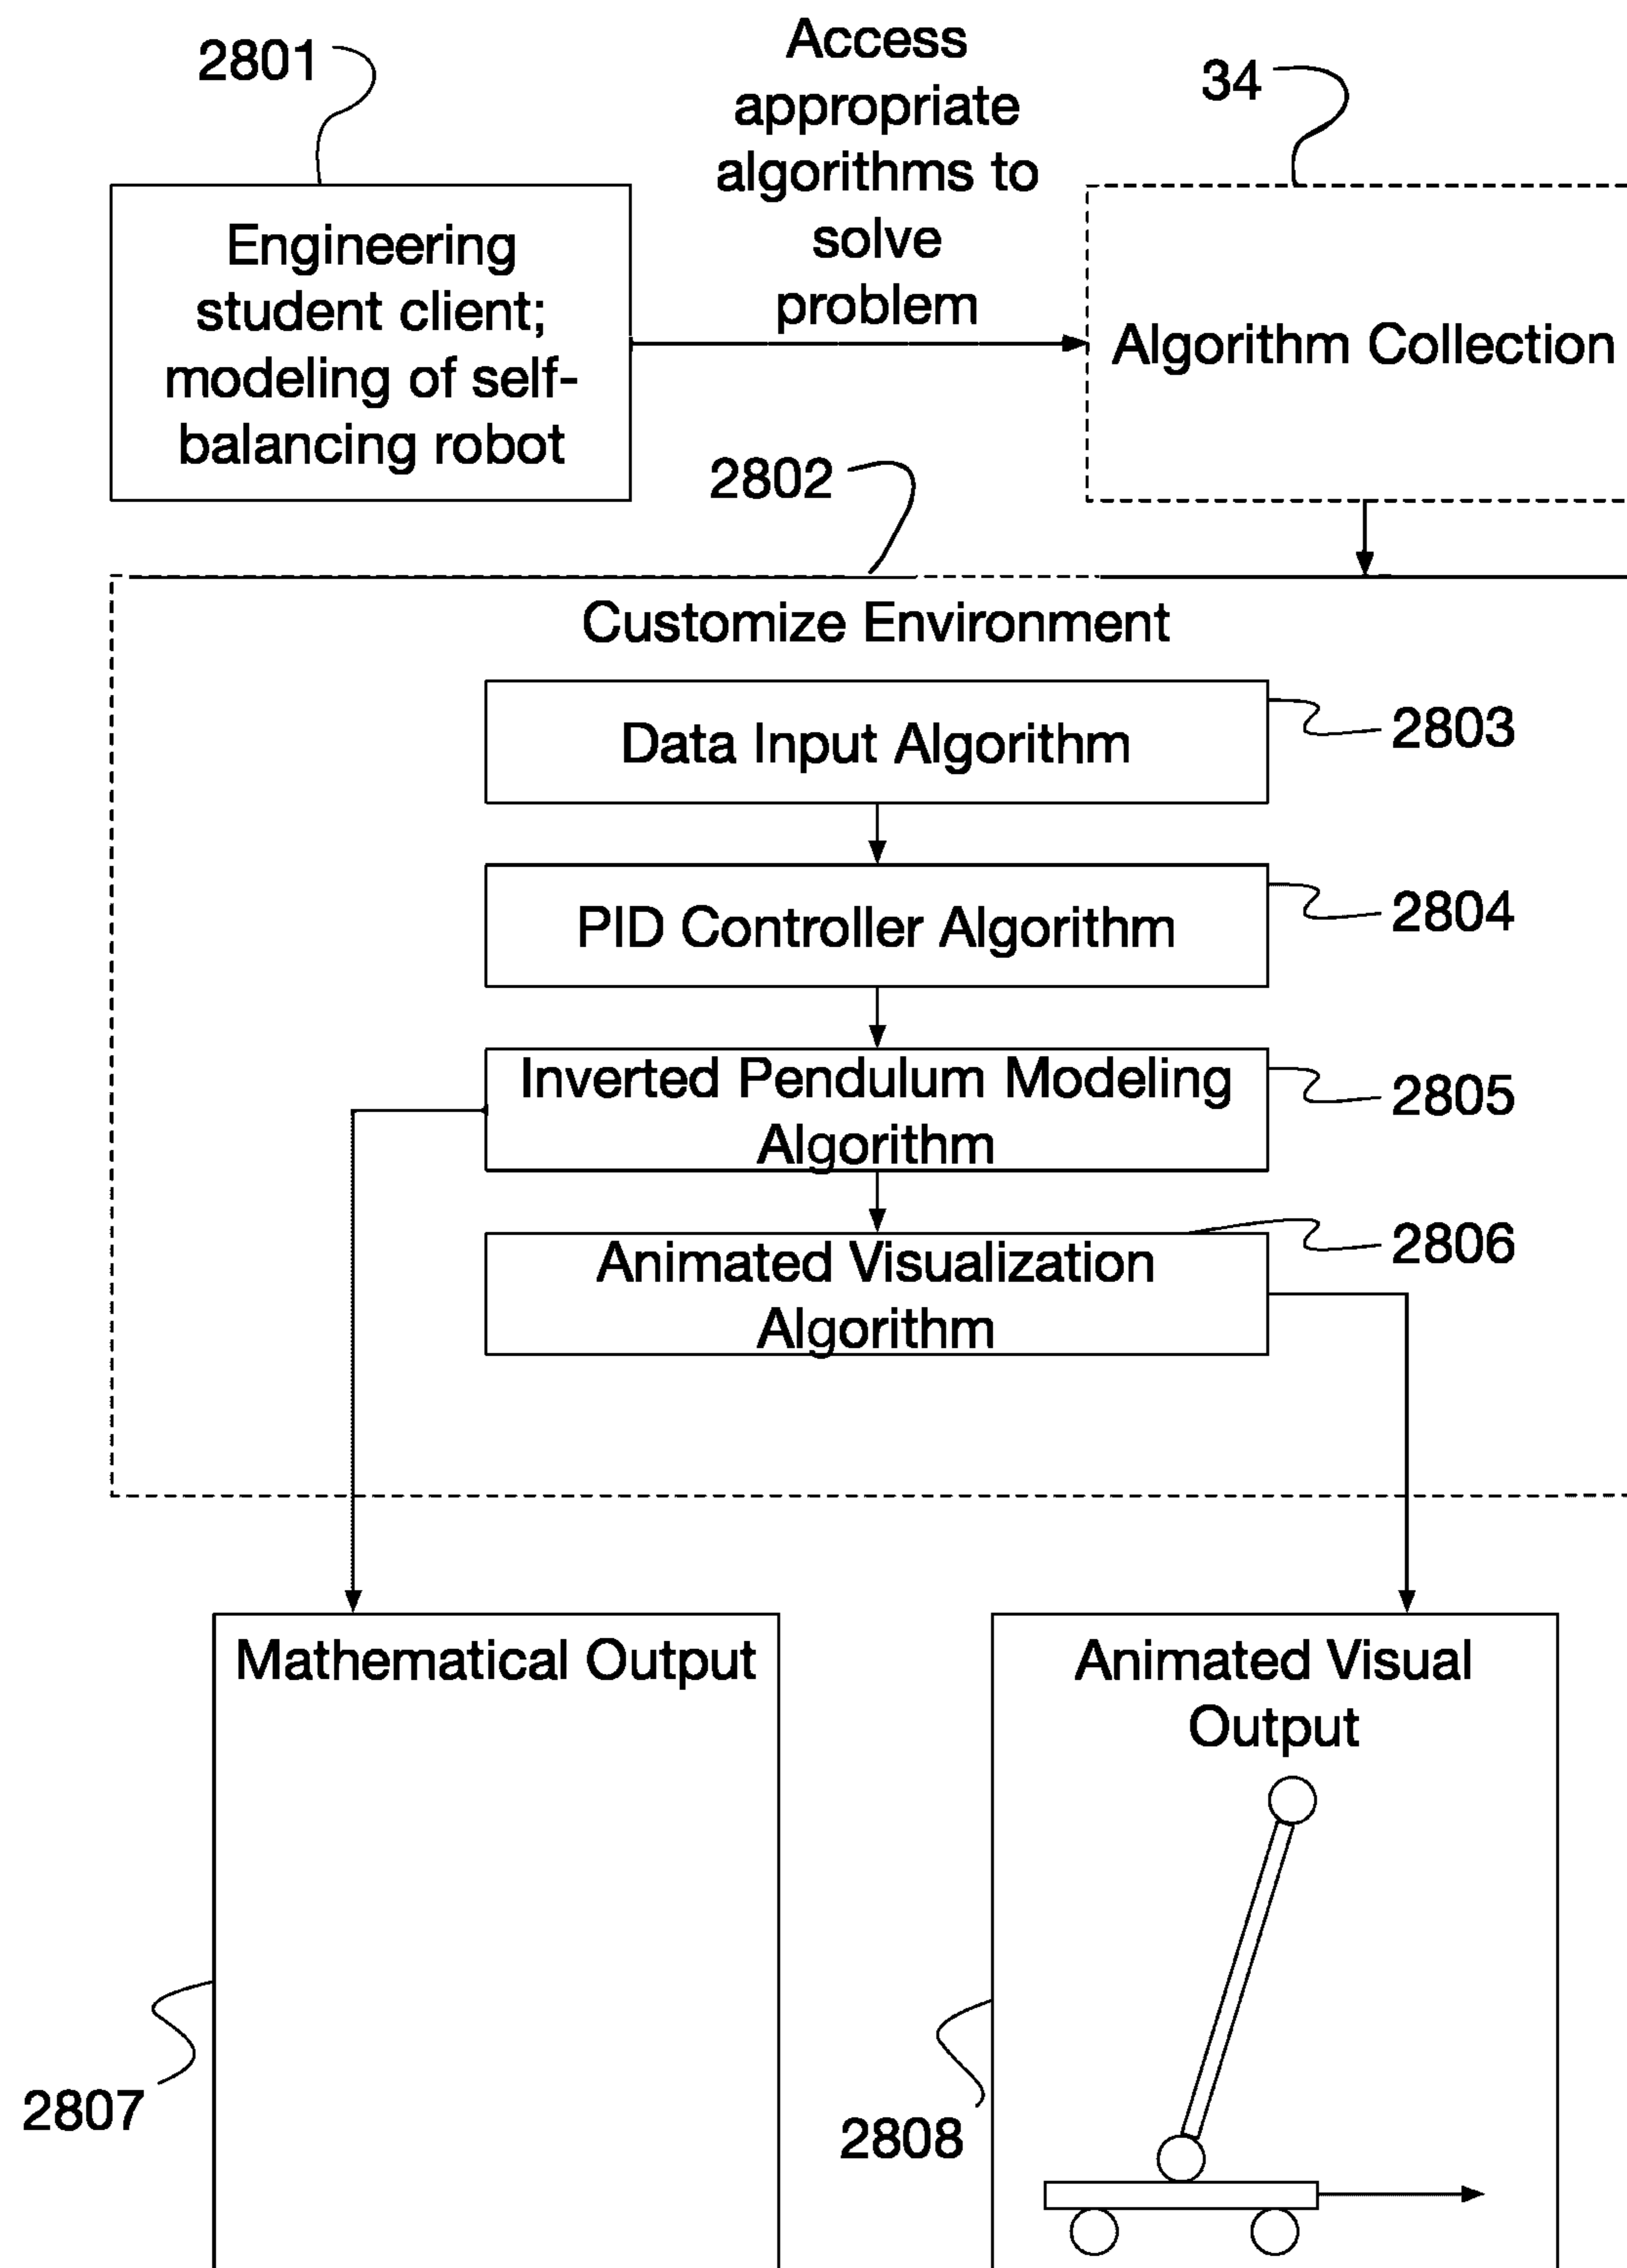 2801
Access
appropriate
algorithms to
solve
problem
34
Engineering
student client;
modeling of self-
balancing robot
Algorithm Collection
2802
Customize Environment
Data Input Algorithm
2803
PID Controller Algorithm
2804
Inverted Pendulum Modeling
Algorithm
2805
Animated Visualization
Algorithm
2806
Mathematical Output
Animated Visual
Output
2807
2808